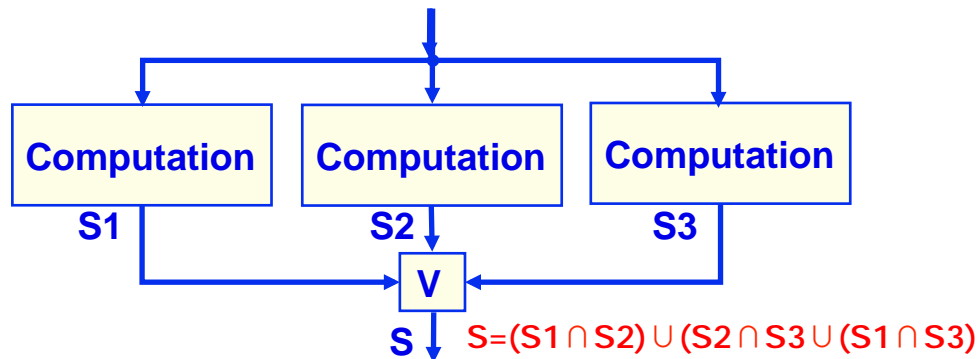 Computation Computation Computation
S1 S2 S3
V
S S=(S1∩S2)∪(S2∩S3∪(S1∩S3)